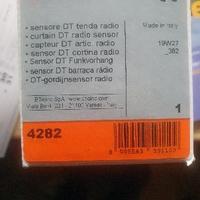 • sensore DT tenda radio
• curtain DT radio sensor
• capteur DT artic. radio
• sensor DT cortina radio
• Sensor DT Funkvorhang
• sensor DT barraca rádio
• DT-gordijnsensor radio
Made in Italy
19W27
1
4282